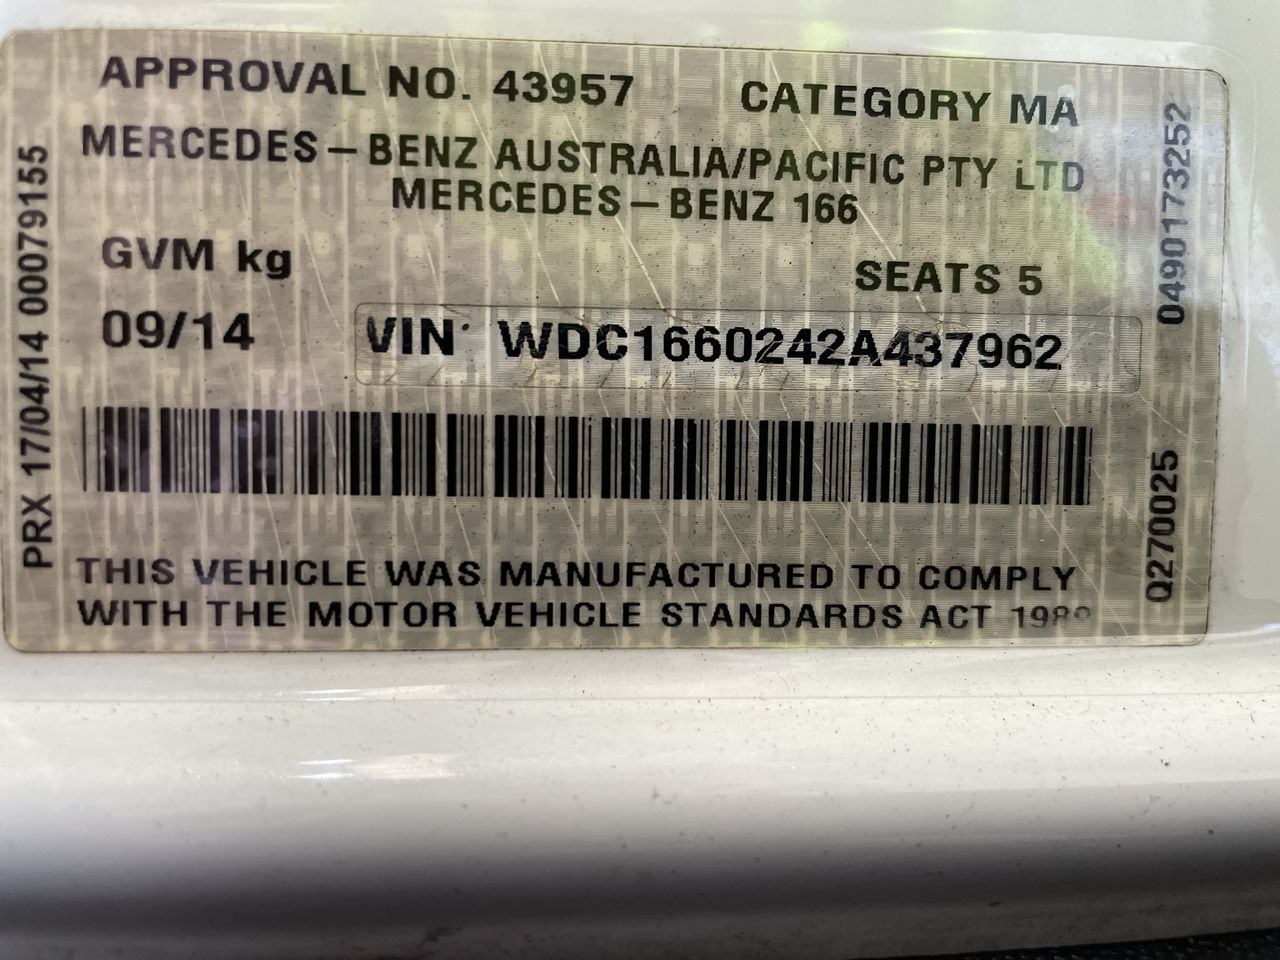 APPROVAL NO. 43957 CATEGORY MA
MERCEDES-BENZ AUSTRALIA/PACIFIC PTY LTD
MERCEDES-BENZ 166
GVM kg SEATS 5
09/14 VIN WDC1660242A437962
THIS VEHICLE WAS MANUFACTURED TO COMPLY
WITH THE MOTOR VEHICLE STANDARDS ACT 1989
PRX 17/04/14 00079155
0490173252
Q270025